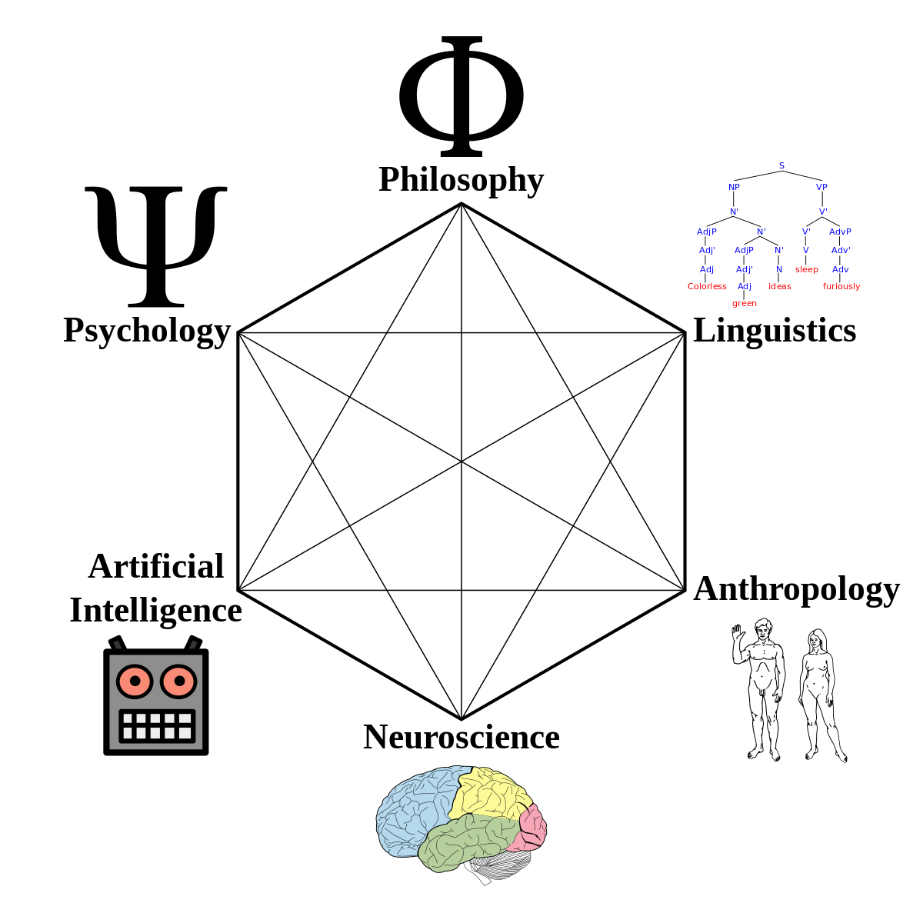 Φ
Philosophy
Ψ
Psychology
S
NP VP
N' V'
AdjP N' V' AdvP
Adj' AdjP N' V Adv'
Adj Adj' N sleep Adv
Colorless Adj ideas furiously
green
Linguistics
Artificial
Intelligence
Anthropology
Neuroscience